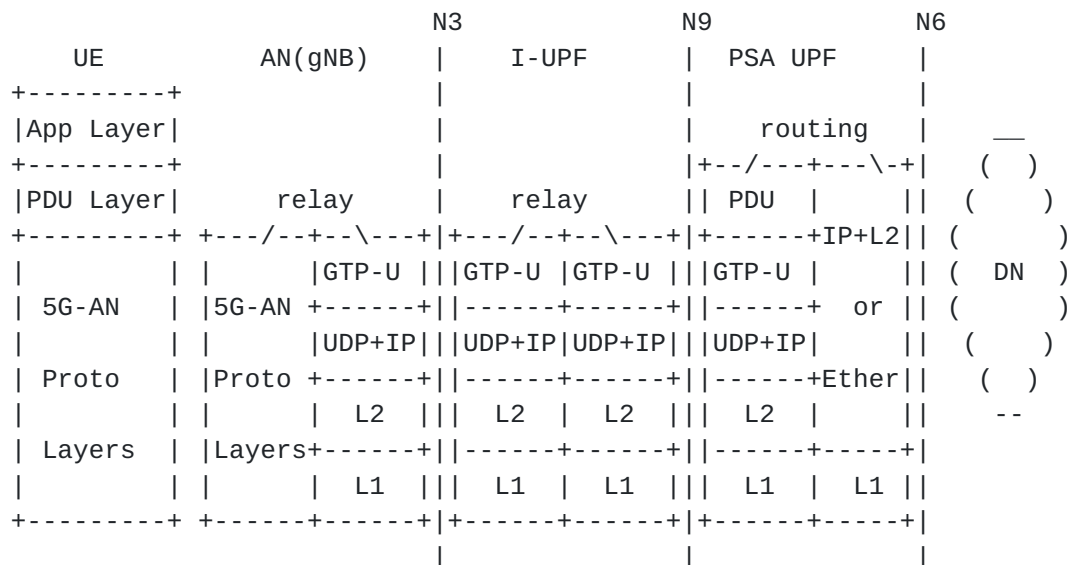 N3              N9             N6
    UE          AN(gNB)    |    I-UPF      |  PSA UPF     |
+---------+                |               |              |
|App Layer|                |               |    routing   |    __
+---------+                |               |+--/---+---\-+|   (  )
|PDU Layer|      relay     |    relay      || PDU  |     ||  (    )
+---------+ +---/--+--\---+|+---/--+--\---+|+------+IP+L2|| (      )
|         | |      |GTP-U |||GTP-U |GTP-U |||GTP-U |     || (  DN  )
| 5G-AN   | |5G-AN +------+||------+------+||------+  or || (      )
|         | |      |UDP+IP|||UDP+IP|UDP+IP|||UDP+IP|     ||  (    )
| Proto   | |Proto +------+||------+------+||------+Ether||   (  )
|         | |      |  L2  |||  L2  |  L2  |||  L2  |     ||    --
| Layers  | |Layers+------+||------+------+||------+-----+|
|         | |      |  L1  |||  L1  |  L1  |||  L1  |  L1 ||
+---------+ +------+------+|+------+------+|+------+-----+|
                           |               |              |